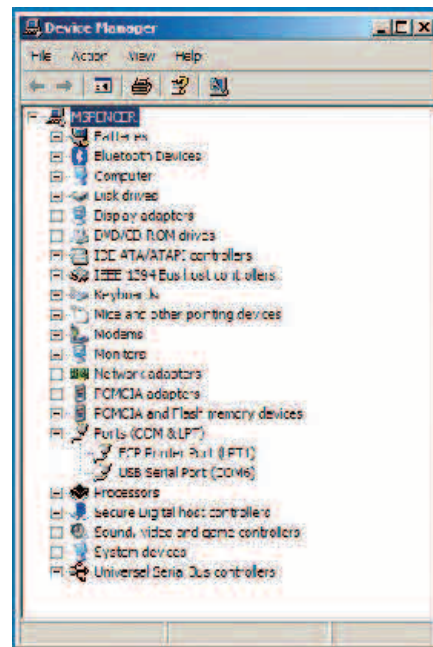 Device Manager
File Action View Help
Batteries
Bluetooth Devices
Computer
Disk drives
Display adapters
DVD/CD-ROM drives
IDE ATA/ATAPI controllers
IEEE 1394 Bus host controllers
Keyboards
Mice and other pointing devices
Modems
Monitors
Network adapters
PCMCIA adapters
PCMCIA and Flash memory devices
Ports (COM & LPT)
ECP Printer Port (LPT1)
USB Serial Port (COM6)
Processors
Secure Digital host controllers
Sound, video and game controllers
System devices
Universal Serial Bus controllers